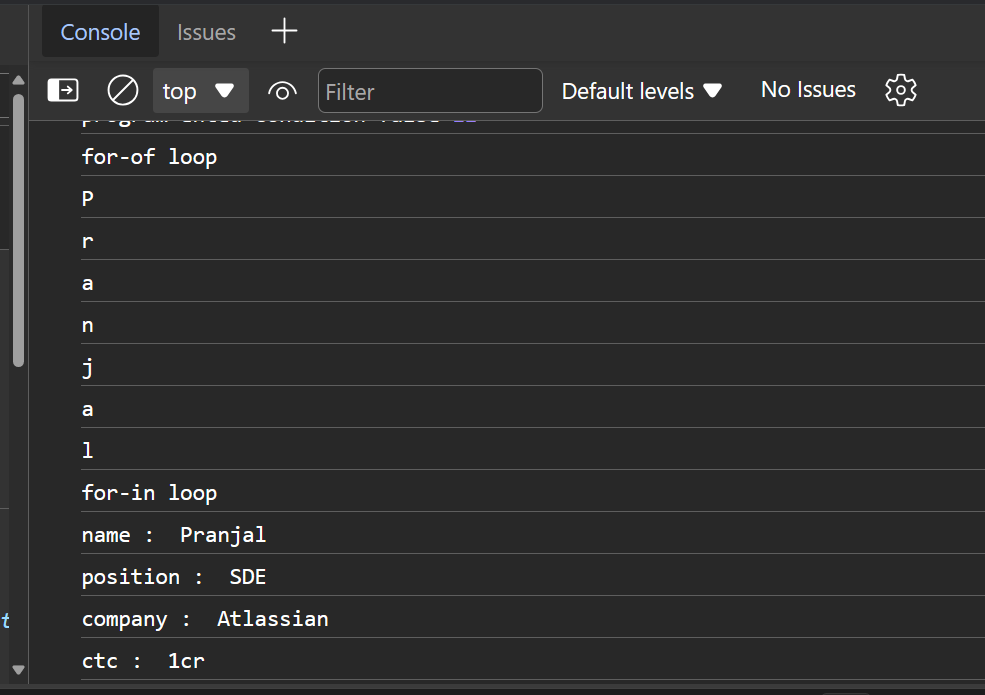 Console Issues
top Filter Default levels No Issues
for-of loop
P
r
a
n
j
a
l
for-in loop
name :  Pranjal
position :  SDE
company :  Atlassian
ctc :  1cr
t